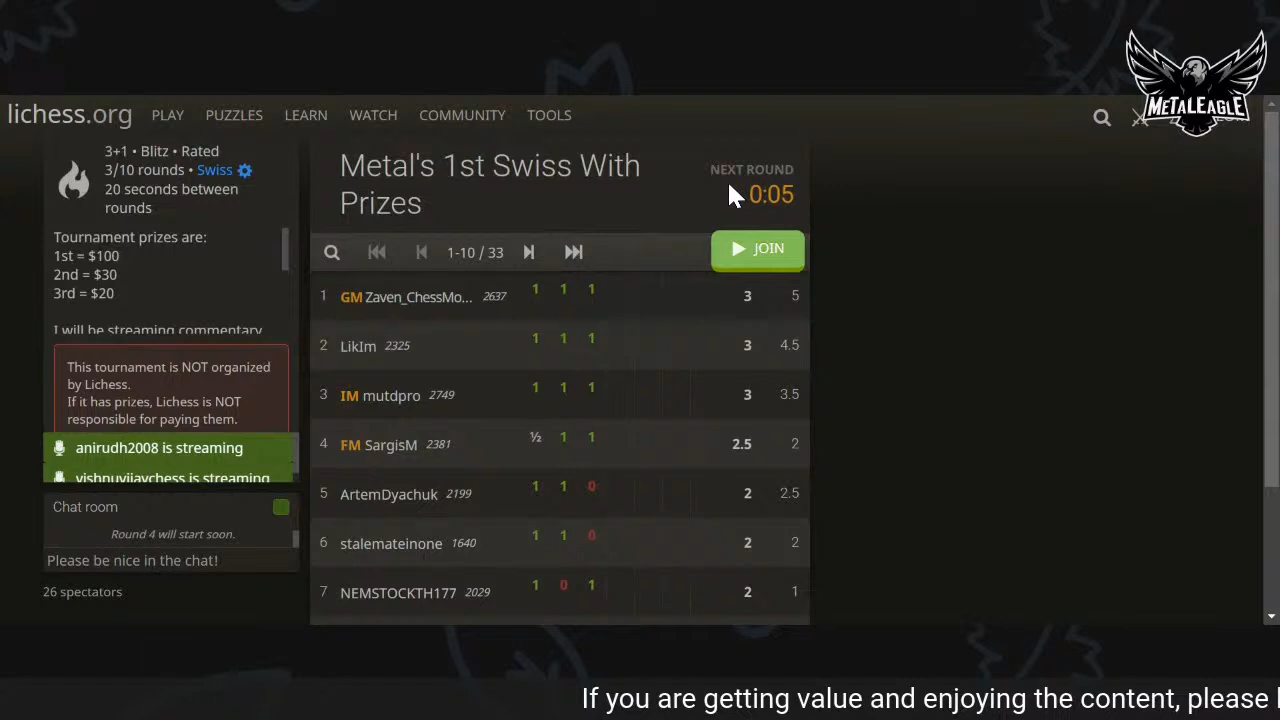 METALEAGLE
lichess.org PLAY PUZZLES LEARN WATCH COMMUNITY TOOLS
3+1 • Blitz • Rated
3/10 rounds • Swiss
20 seconds between
rounds
Tournament prizes are:
1st = $100
2nd = $30
3rd = $20
I will be streaming commentary
This tournament is NOT organized
by Lichess.
If it has prizes, Lichess is NOT
responsible for paying them.
anirudh2008 is streaming
vishnuvijaychess is streaming
Chat room
Round 4 will start soon.
Please be nice in the chat!
26 spectators
Metal's 1st Swiss With
Prizes
NEXT ROUND
0:05
1-10 / 33
JOIN
1 GM Zaven_ChessMo... 2637 1 1 1 3 5
2 LikIm 2325 1 1 1 3 4.5
3 IM mutdpro 2749 1 1 1 3 3.5
4 FM SargisM 2381 ½ 1 1 2.5 2
5 ArtemDyachuk 2199 1 1 0 2 2.5
6 stalemateinone 1640 1 1 0 2 2
7 NEMSTOCKTH177 2029 1 0 1 2 1
If you are getting value and enjoying the content, please